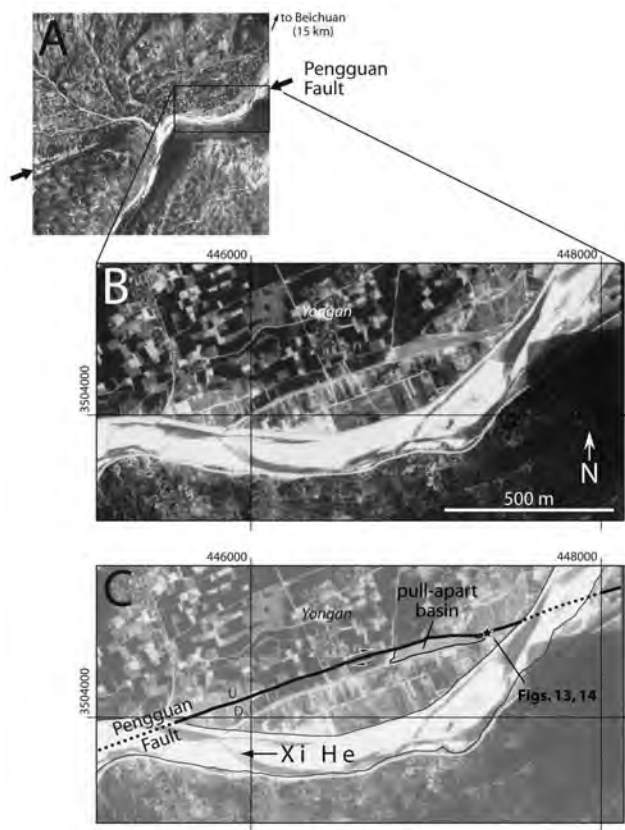 to Beichuan
(15 km)
A
Pengguan
Fault
446000
448000
B
Yongan
3504000
N
500 m
446000
448000
C
Yongan
pull-apart
basin
U
D
3504000
Figs. 13, 14
Pengguan
Fault
Xi He